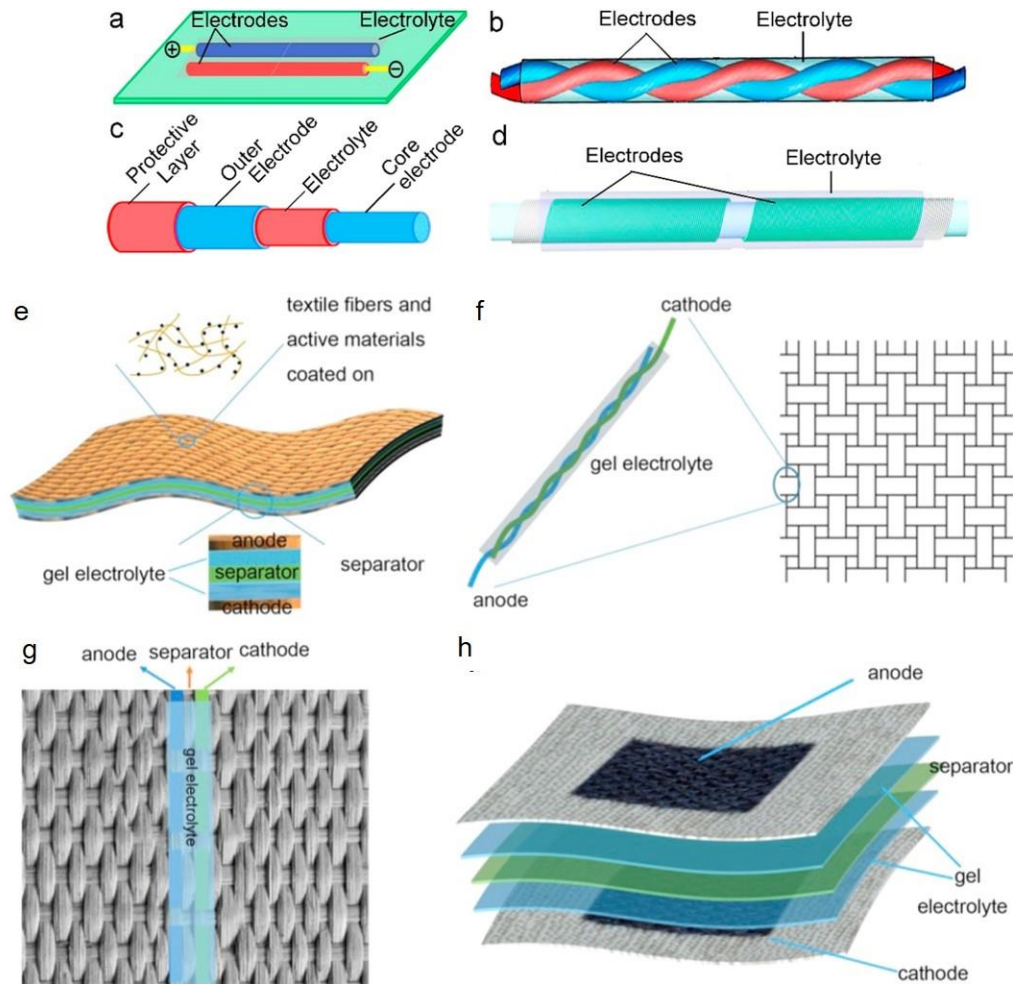 a
Electrodes
Electrolyte
+
−
b
Electrodes
Electrolyte
c
Protective
Layer
Outer
Electrode
Electrolyte
Core
electrode
d
Electrodes
Electrolyte
e
textile fibers and
active materials
coated on
anode
gel electrolyte
separator
separator
cathode
f
cathode
gel electrolyte
anode
g
anode
separator
cathode
gel electrolyte
h
anode
separator
gel
electrolyte
cathode